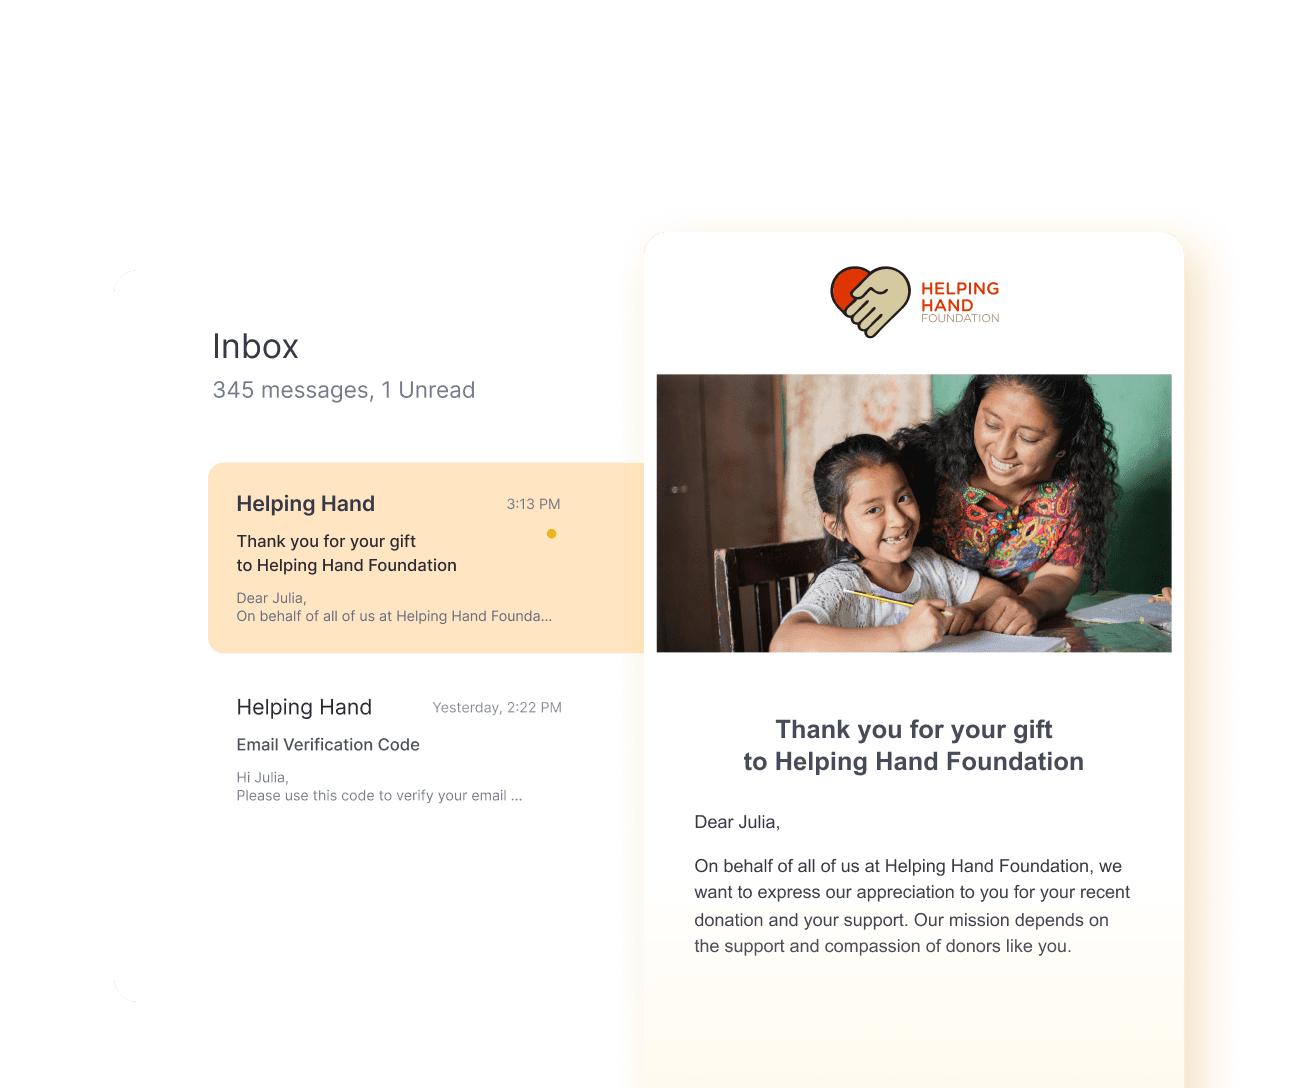 Inbox
345 messages, 1 Unread
Helping Hand
3:13 PM
Thank you for your gift
to Helping Hand Foundation
Dear Julia,
On behalf of all of us at Helping Hand Founda...
Helping Hand
Yesterday, 2:22 PM
Email Verification Code
Hi Julia,
Please use this code to verify your email ...
HELPING
HAND
FOUNDATION
Thank you for your gift
to Helping Hand Foundation
Dear Julia,
On behalf of all of us at Helping Hand Foundation, we
want to express our appreciation to you for your recent
donation and your support. Our mission depends on
the support and compassion of donors like you.